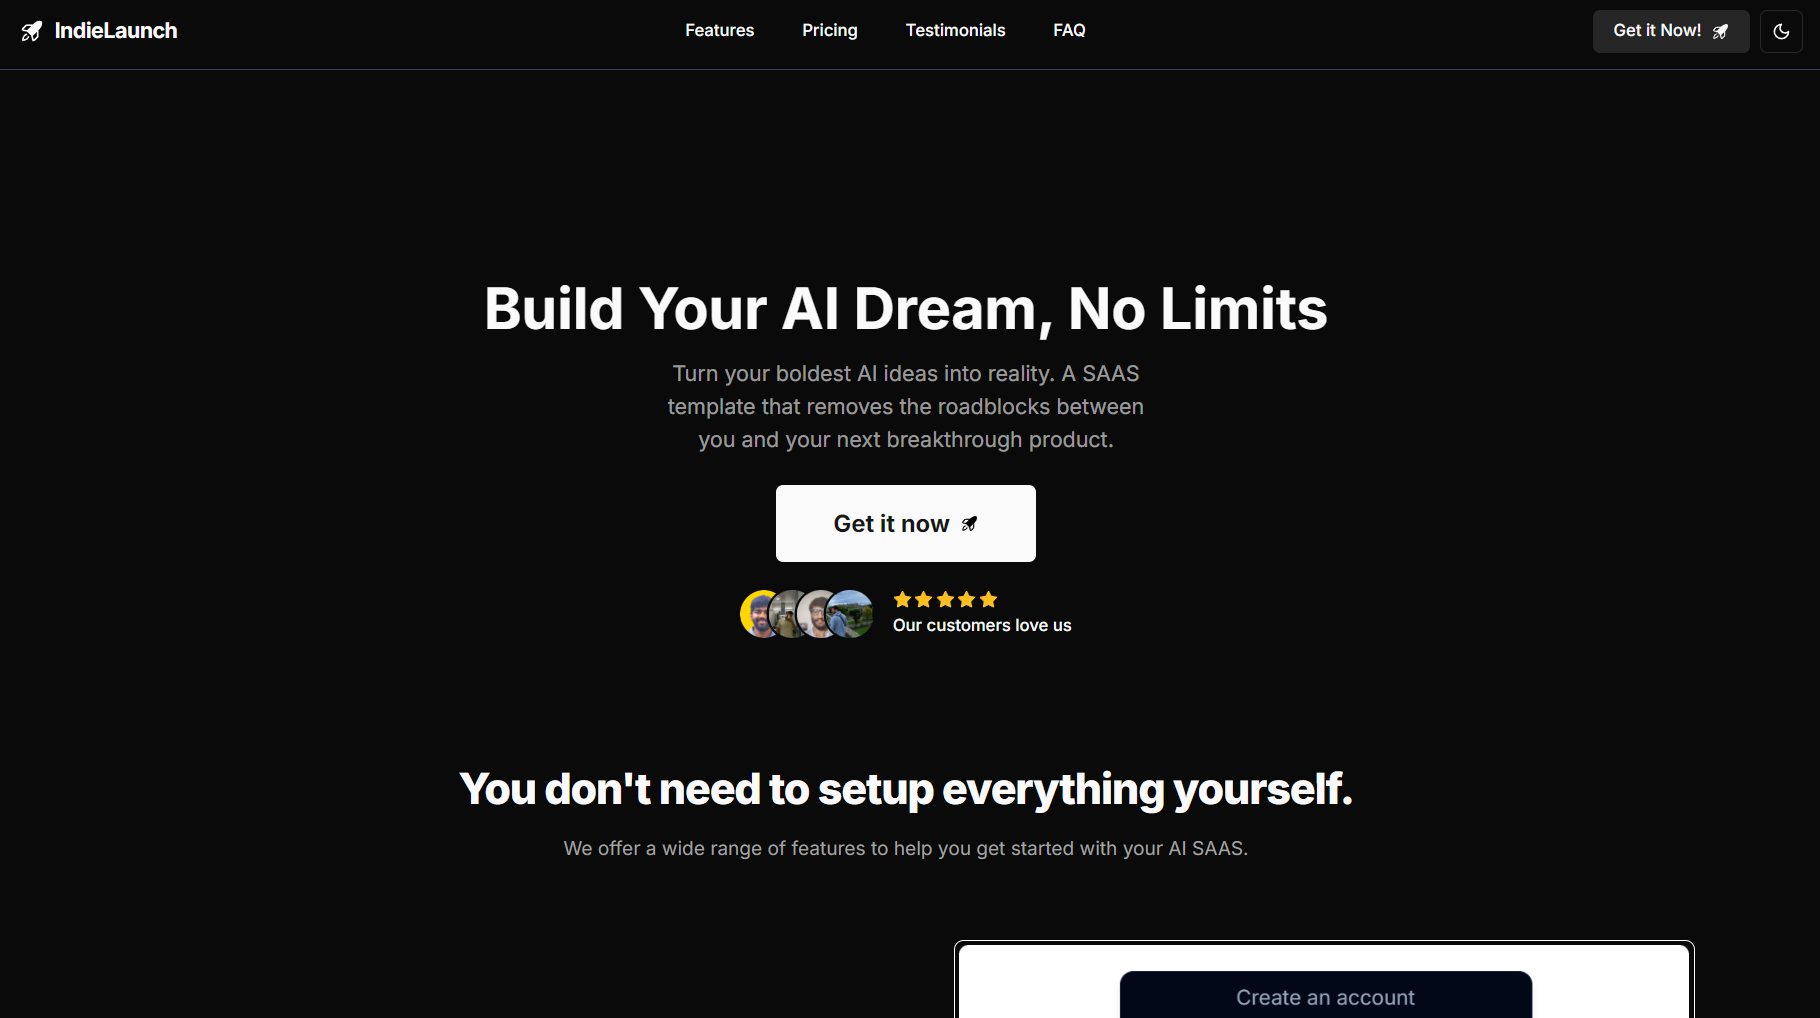 IndieLaunch
Features
Pricing
Testimonials
FAQ
Get it Now!
Build Your AI Dream, No Limits
Turn your boldest AI ideas into reality. A SAAS
template that removes the roadblocks between
you and your next breakthrough product.
Get it now
Our customers love us
You don't need to setup everything yourself.
We offer a wide range of features to help you get started with your AI SAAS.
Create an account